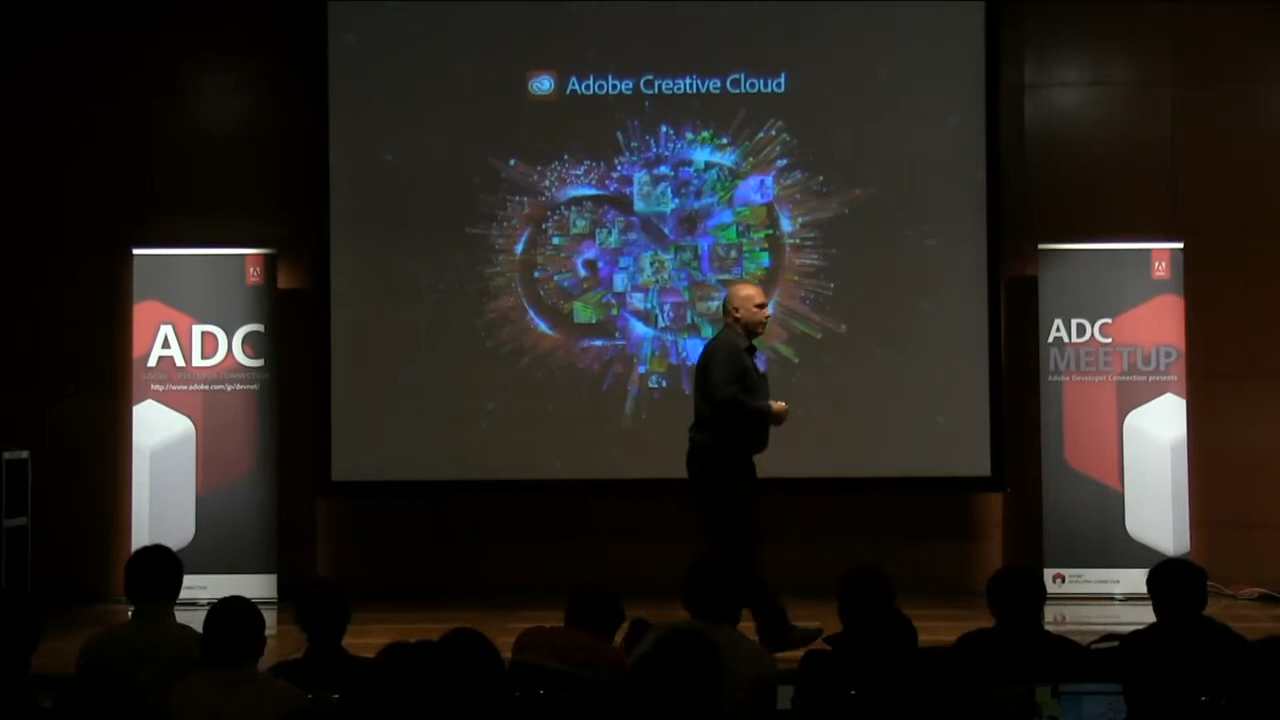 Adobe Creative Cloud
ADC
http://www.adobe.com/jp/devnet/
ADC
MEETUP
Adobe Developer Connection presents